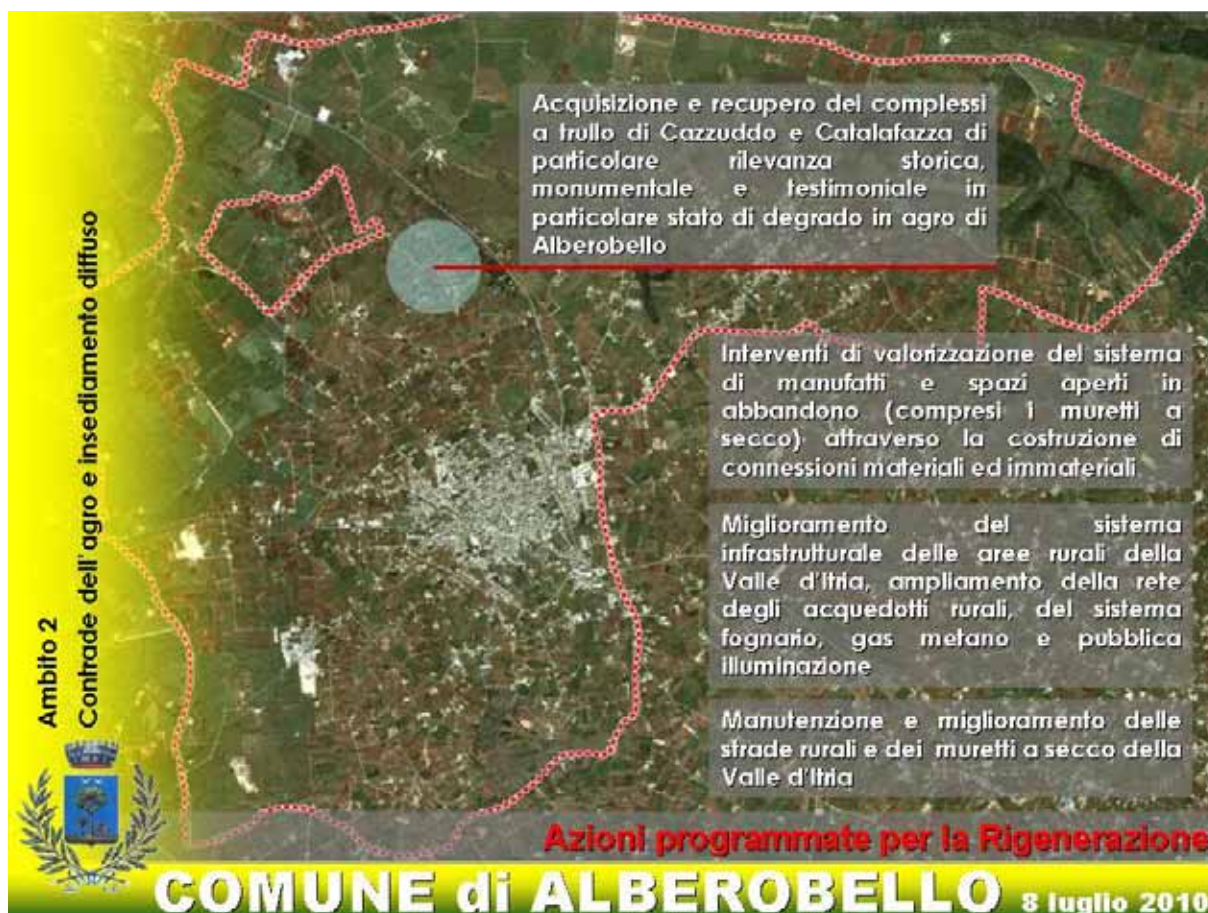 Ambito 2
Contrade dell'agro e insediamento diffuso
Acquisizione e recupero dei complessi
a trullo di Cazzuddo e Catalafazza di
particolare rilevanza storica,
monumentale e testimoniale in
particolare stato di degrado in agro di
Alberobello
Interventi di valorizzazione del sistema
di manufatti e spazi aperti in
abbandono (compresi i muretti a
secco) attraverso la costruzione di
connessioni materiali ed immateriali
Miglioramento del sistema
infrastrutturale delle aree rurali della
Valle d'Itria, ampliamento della rete
degli acquedotti rurali, del sistema
fognario, gas metano e pubblica
illuminazione
Manutenzione e miglioramento delle
strade rurali e dei muretti a secco della
Valle d'Itria
Azioni programmate per la Rigenerazione
COMUNE di ALBEROBELLO 8 luglio 2010